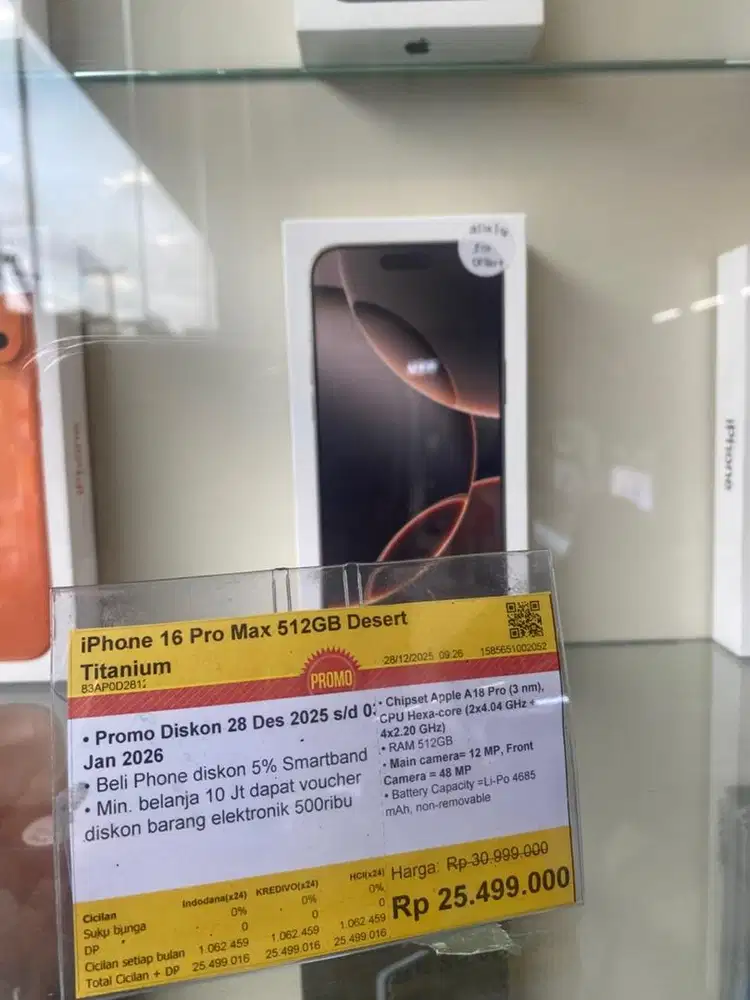 iPhone 16 Pro Max 512GB Desert
Titanium
83AP0D281
28/12/2025 09.26
1585651002052
PROMO
• Promo Diskon 28 Des 2025 s/d 0
Jan 2026
• Beli Phone diskon 5% Smartband
• Min. belanja 10 Jt dapat voucher
diskon barang elektronik 500ribu
• Chipset Apple A18 Pro (3 nm),
CPU Hexa-core (2x4.04 GHz +
4x2.20 GHz)
• RAM 512GB
• Main camera= 12 MP, Front
Camera = 48 MP
• Battery Capacity =Li-Po 4685
mAh, non-removable
Cicilan Indodana(x24) KREDIVO(x24) HCI(x24)
Suku bunga 0% 0% 0%
DP 0 0 0
Cicilan setiap bulan 1.062.459 1.062.459 1.062.459
Total Cicilan + DP 25.499.016 25.499.016 25.499.016
Harga: Rp 30.999.000
Rp 25.499.000
iPhone
iPhone